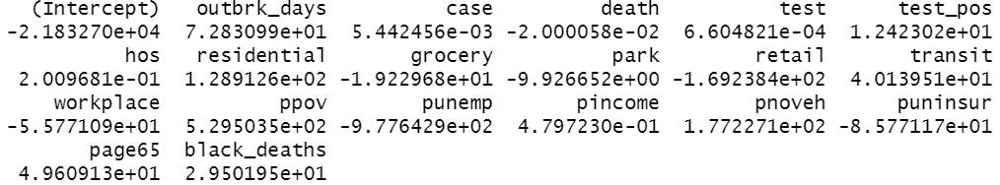 (Intercept) outbrk_days case death test test_pos
-2.183270e+04 7.283099e+01 5.442456e-03 -2.000058e-02 6.604821e-04 1.242302e+01
hos residential grocery park retail transit
2.009681e-01 1.289126e+02 -1.922968e+01 -9.926652e+00 -1.692384e+02 4.013951e+01
workplace ppov punemp pincome pnoveh puninsur
-5.577109e+01 5.295035e+02 -9.776429e+02 4.797230e-01 1.772271e+02 -8.577117e+01
page65 black_deaths
4.960913e+01 2.950195e+01